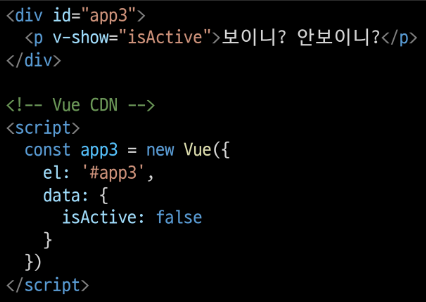 <div id="app3">
  <p v-show="isActive">보이니? 안보이니?</p>
</div>

<!-- Vue CDN -->
<script>
  const app3 = new Vue({
    el: '#app3',
    data: {
      isActive: false
    }
  })
</script>